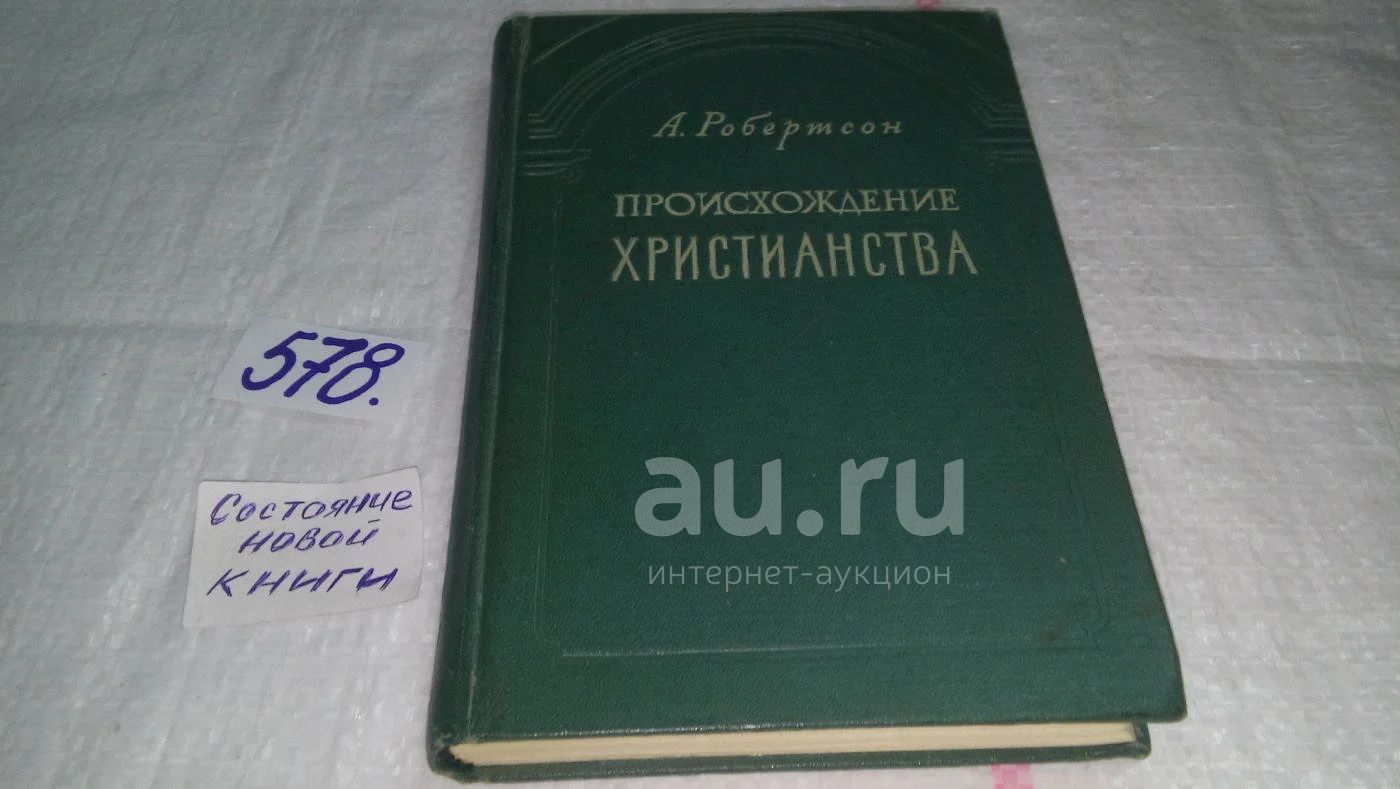 А. Робертсон
ПРОИСХОЖДЕНИЕ
ХРИСТИАНСТВА
578.
Состояние
новой
книги
au.ru
интернет-аукцион